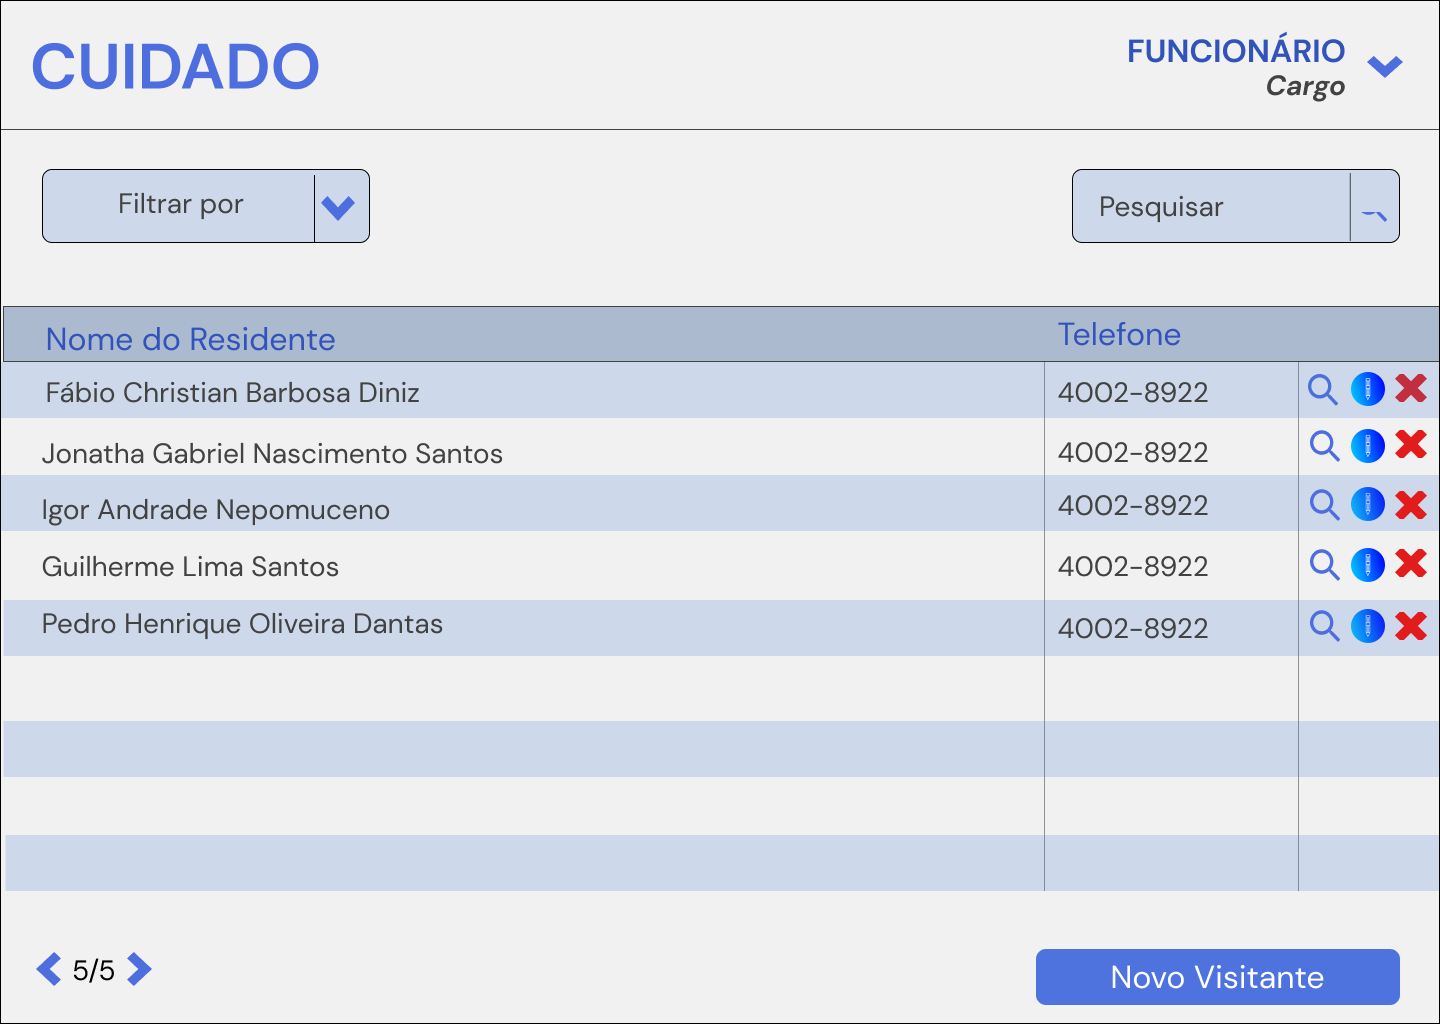 CUIDADO
FUNCIONÁRIO
Cargo
Filtrar por
Pesquisar
Nome do Residente
Telefone
Fábio Christian Barbosa Diniz
4002-8922
Jonatha Gabriel Nascimento Santos
4002-8922
Igor Andrade Nepomuceno
4002-8922
Guilherme Lima Santos
4002-8922
Pedro Henrique Oliveira Dantas
4002-8922
5/5
Novo Visitante